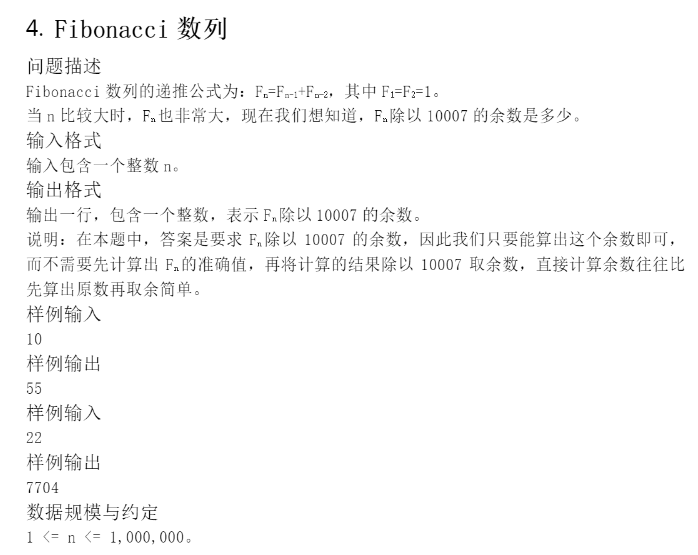 4. Fibonacci 数列
问题描述
Fibonacci 数列的递推公式为：Fn=Fn-1+Fn-2，其中 F1=F2=1。
当 n 比较大时，Fn也非常大，现在我们想知道，Fn除以 10007 的余数是多少。
输入格式
输入包含一个整数 n。
输出格式
输出一行，包含一个整数，表示 Fn除以 10007 的余数。
说明：在本题中，答案是要求 Fn除以 10007 的余数，因此我们只要能算出这个余数即可，
而不需要先计算出 Fn的准确值，再将计算的结果除以 10007 取余数，直接计算余数往往比
先算出原数再取余简单。
样例输入
10
样例输出
55
样例输入
22
样例输出
7704
数据规模与约定
1 <= n <= 1,000,000。